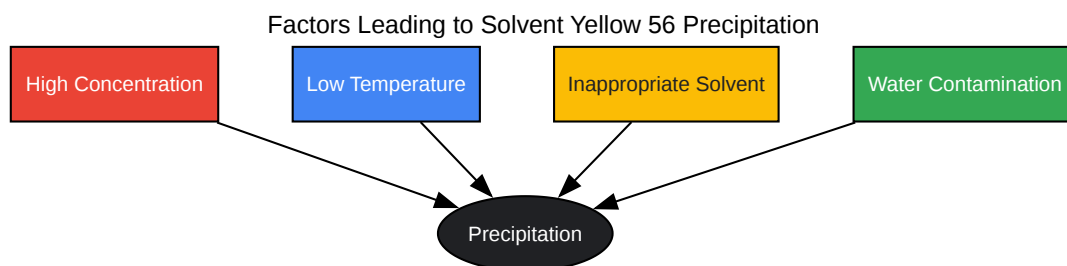 Factors Leading to Solvent Yellow 56 Precipitation
High Concentration
Low Temperature
Inappropriate Solvent
Water Contamination
Precipitation